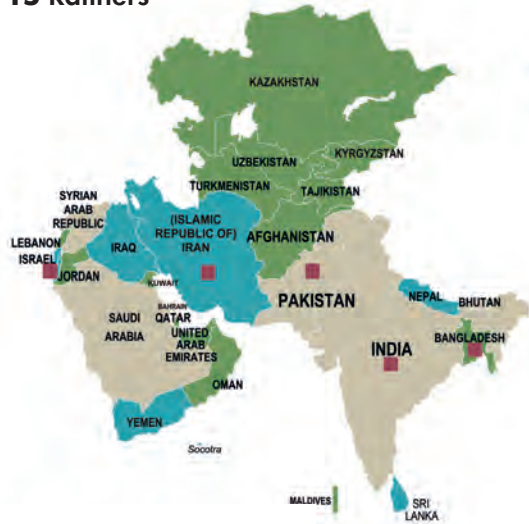 KAZAKHSTAN
UZBEKISTAN
KYRGYZSTAN
TURKMENISTAN
TAJIKISTAN
SYRIAN
ARAB
REPUBLIC
(ISLAMIC
REPUBLIC OF)
IRAN
AFGHANISTAN
LEBANON
IRAQ
ISRAEL
JORDAN
KUWAIT
PAKISTAN
NEPAL
BHUTAN
BAHRAIN
SAUDI
ARABIA
QATAR
UNITED
ARAB
EMIRATES
INDIA
BANGLADESH
OMAN
YEMEN
Socotra
MALDIVES
SRI
LANKA